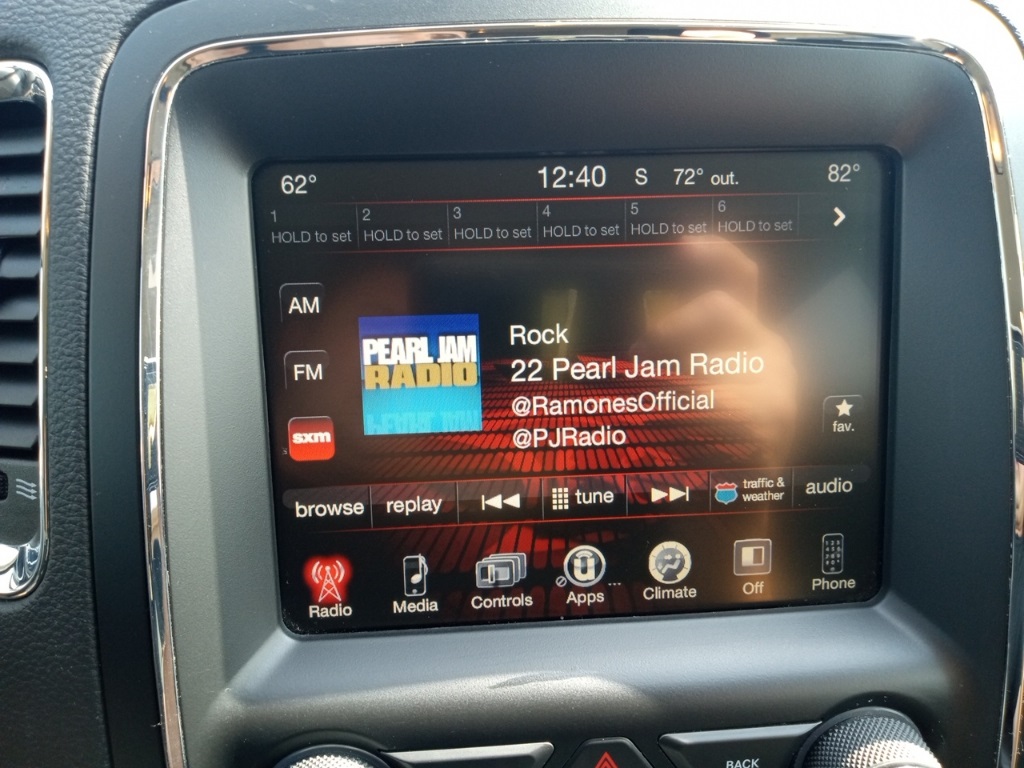 62° 12:40 S 72° out. 82°
1 2 3 4 5 6
HOLD to set HOLD to set HOLD to set HOLD to set HOLD to set HOLD to set
AM
FM
sxm
PEARL JAM
RADIO
Rock
22 Pearl Jam Radio
@RamonesOfficial
@PJRadio
fav.
browse replay tune traffic & weather audio
Radio Media Controls Apps Climate Off Phone
BACK